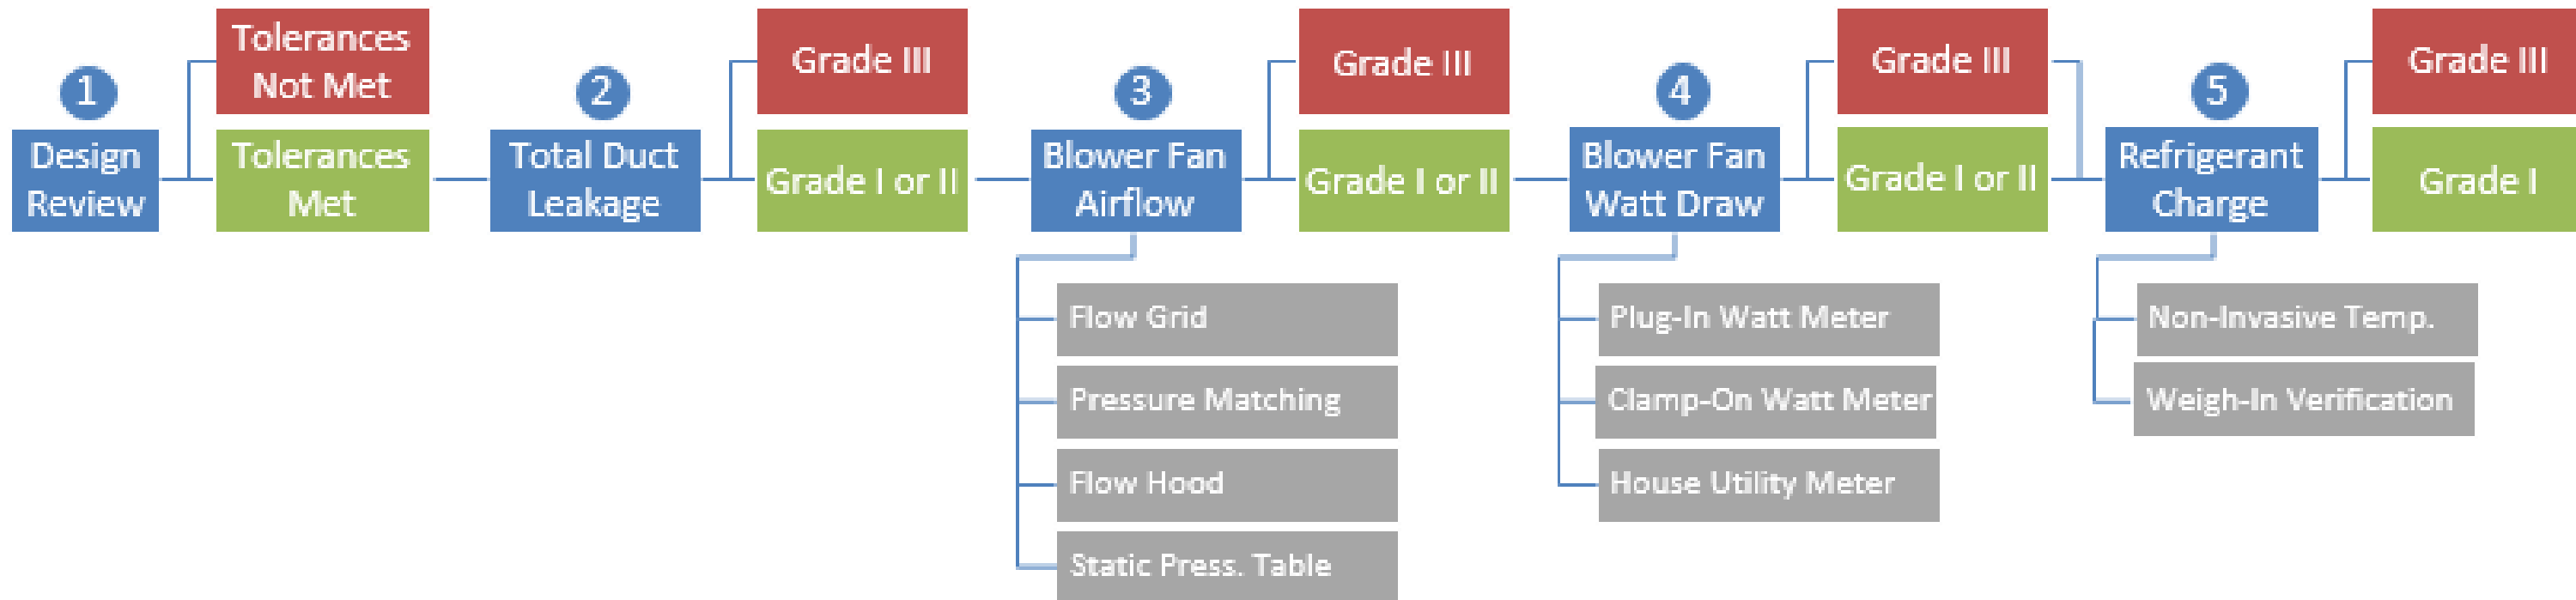 1
Design
Review
Tolerances
Not Met
Tolerances
Met
2
Total Duct
Leakage
Grade III
Grade I or II
3
Blower Fan
Airflow
Flow Grid
Pressure Matching
Flow Hood
Static Press. Table
Grade III
Grade I or II
4
Blower Fan
Watt Draw
Plug-In Watt Meter
Clamp-On Watt Meter
House Utility Meter
Grade III
Grade I or II
5
Refrigerant
Charge
Non-Invasive Temp.
Weigh-In Verification
Grade III
Grade I